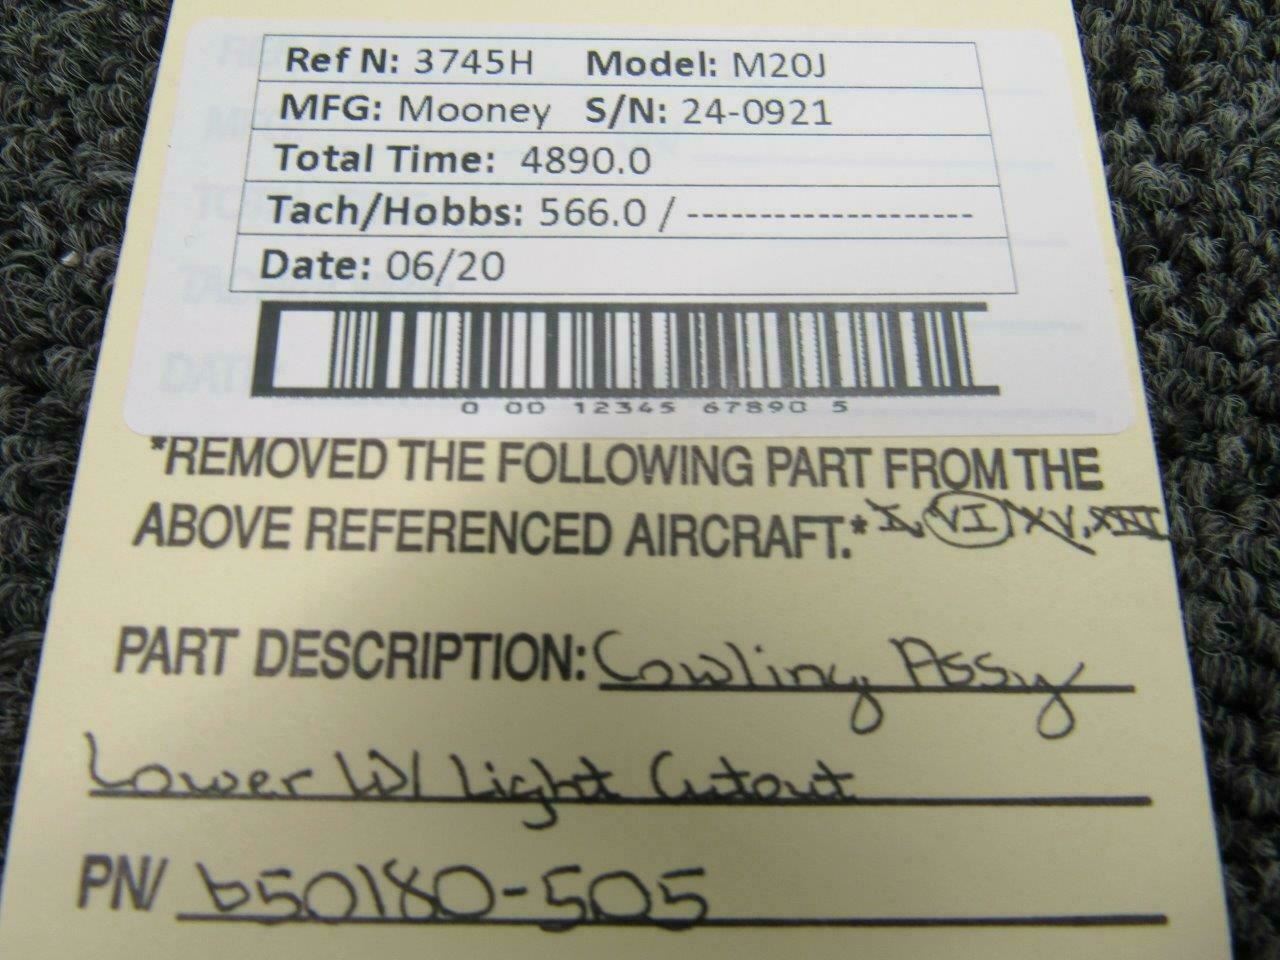 Ref N: 3745H Model: M20J
MFG: Mooney S/N: 24-0921
Total Time: 4890.0
Tach/Hobbs: 566.0 / --------------------
Date: 06/20
0 00 12345 67890 5
*REMOVED THE FOLLOWING PART FROM THE
ABOVE REFERENCED AIRCRAFT.* X, VI, XV, XIII
PART DESCRIPTION: Cowling Assy
Lower W/ Light Cutout
PN/ 650180-505